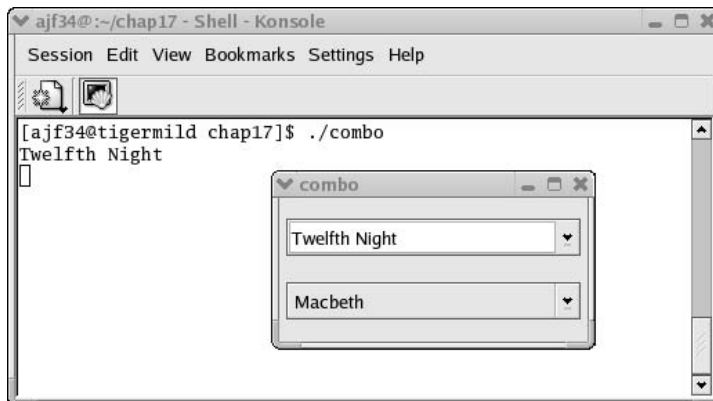 ajf34@:~/chap17 - Shell - Konsole
Session Edit View Bookmarks Settings Help
[ajf34@tigermild chap17]$ ./combo
Twelfth Night
combo
Twelfth Night
Macbeth